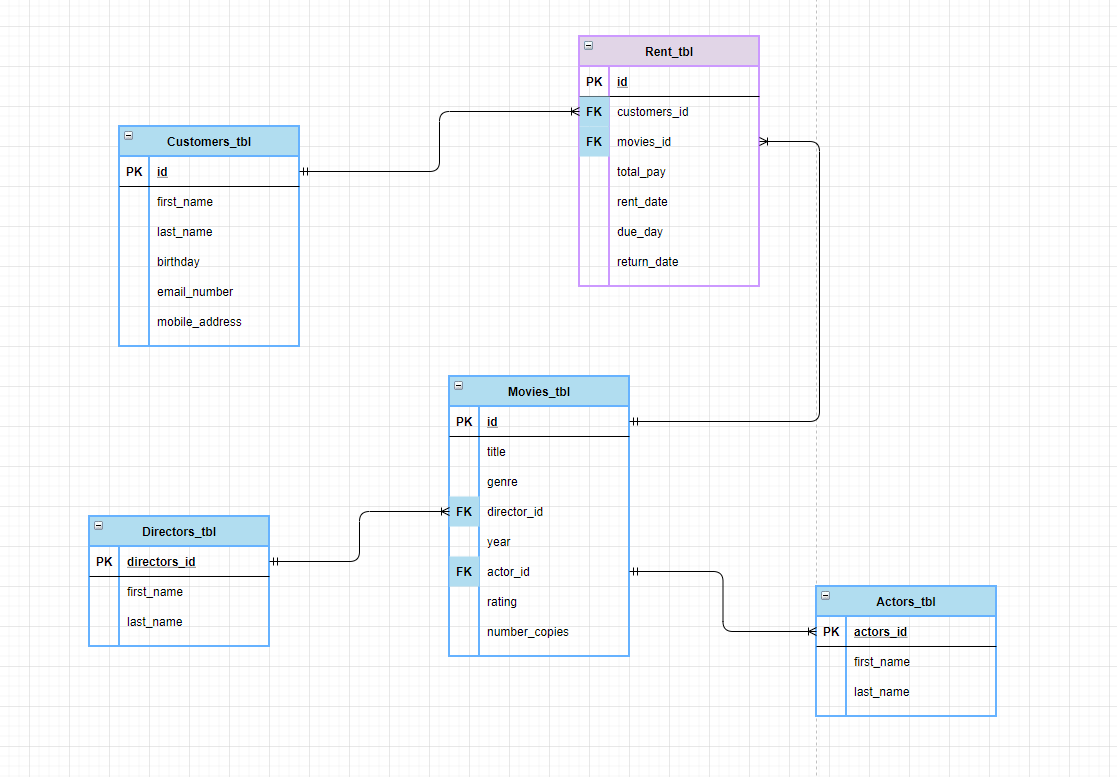 Rent_tbl
PK id
FK customers_id
FK movies_id
total_pay
rent_date
due_day
return_date
Customers_tbl
PK id
first_name
last_name
birthday
email_number
mobile_address
Movies_tbl
PK id
title
genre
FK director_id
year
FK actor_id
rating
number_copies
Directors_tbl
PK directors_id
first_name
last_name
Actors_tbl
PK actors_id
first_name
last_name